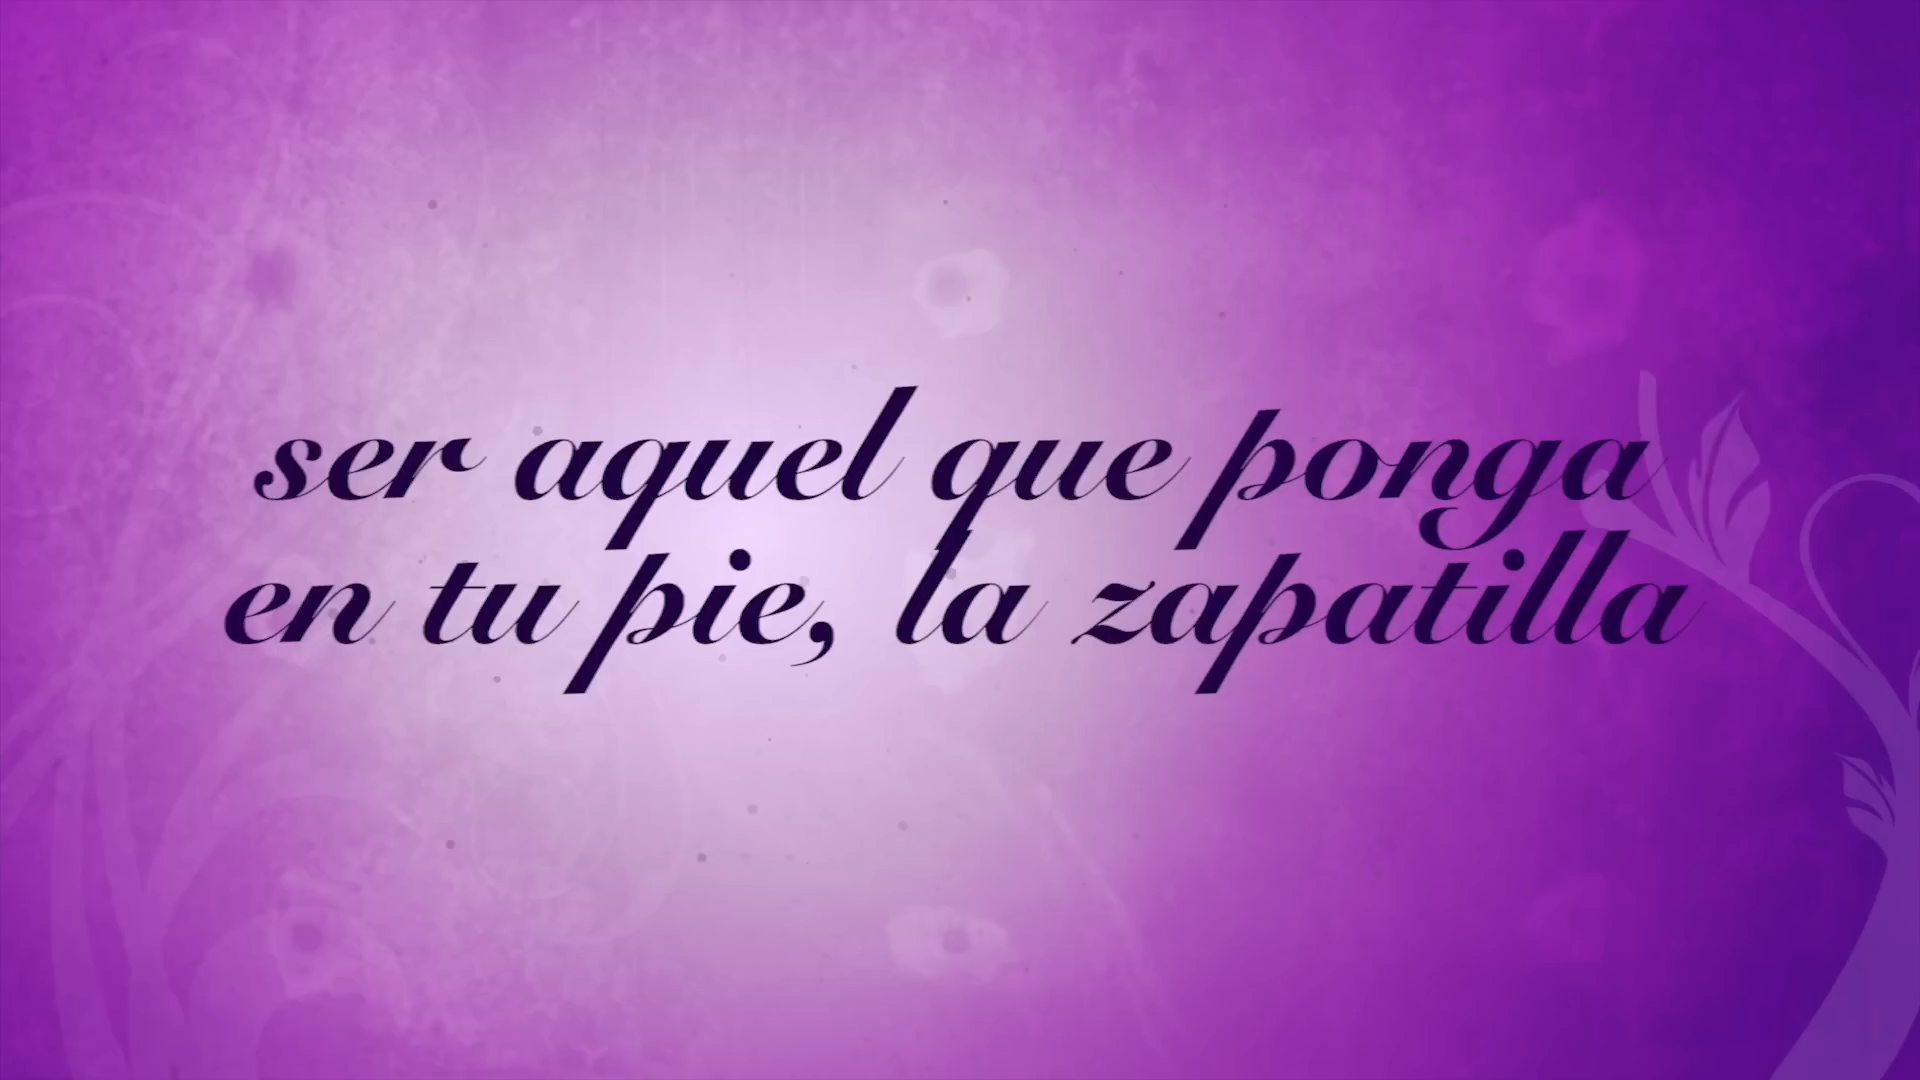 ser aquel que ponga
en tu pie, la zapatilla